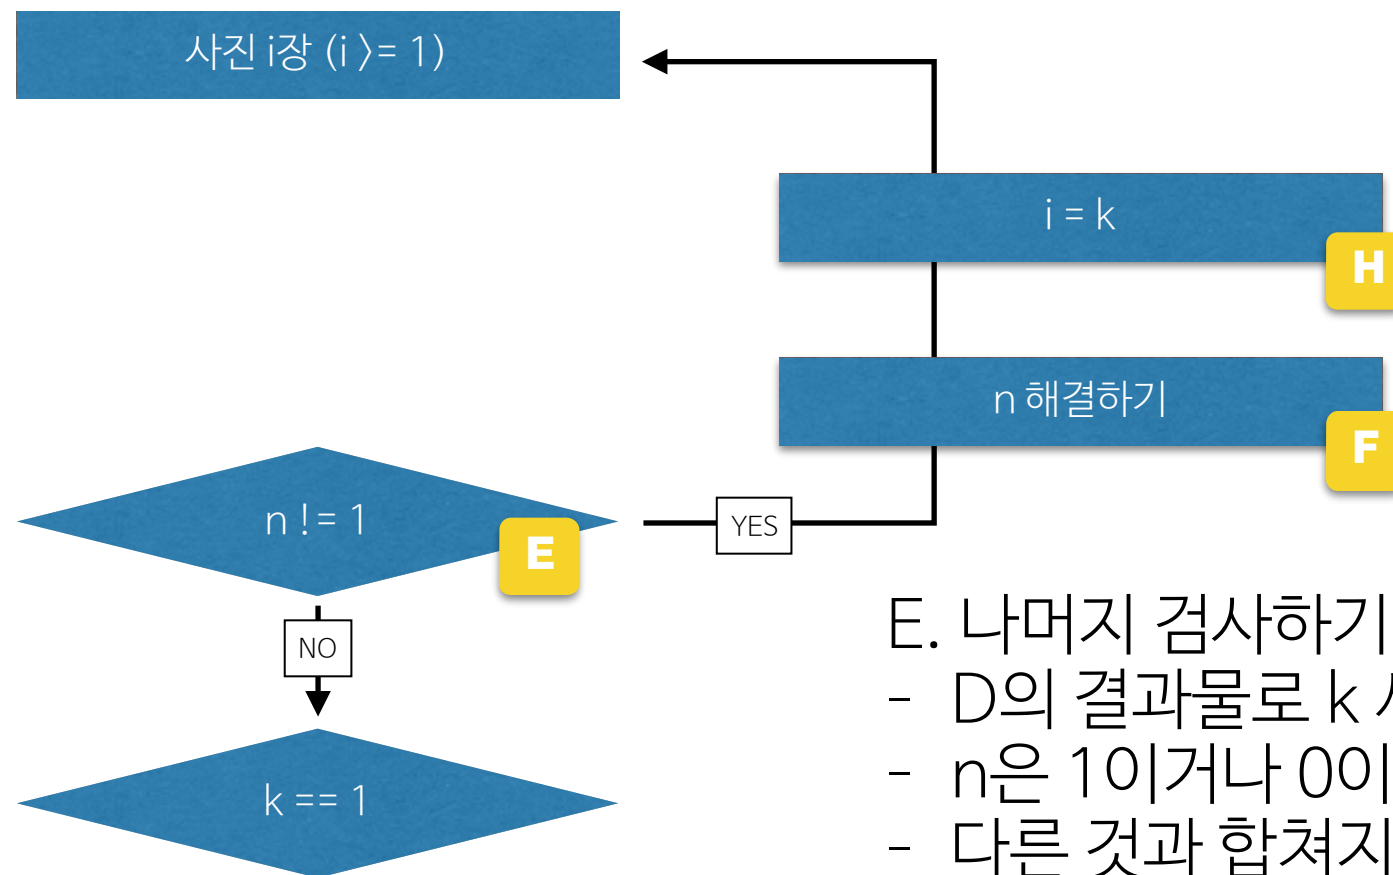 사진 i장 (i >= 1)
i = k
H
n 해결하기
F
n != 1
E
YES
NO
k == 1
E. 나머지 검사하기
- D의 결과물로 k
- n은 1이거나 0이
- 다른 것과 합쳐지